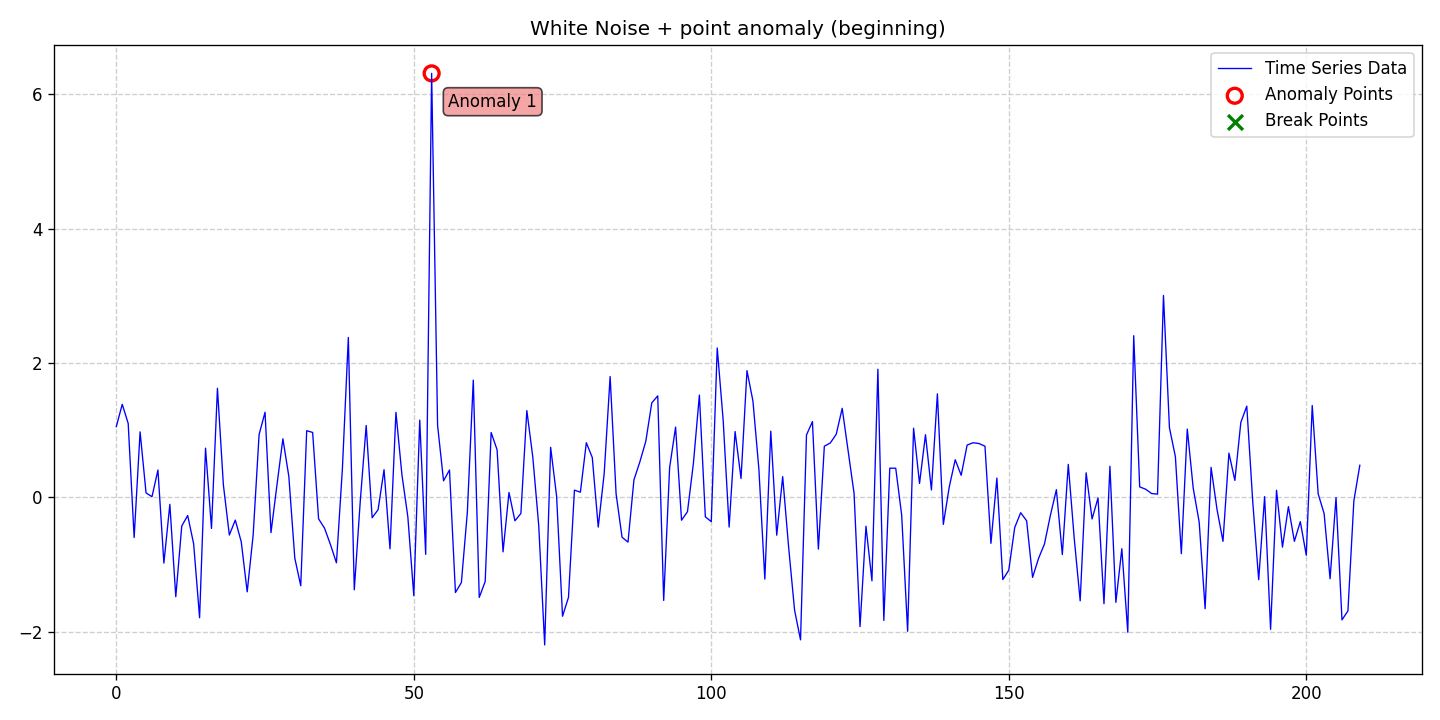 White Noise + point anomaly (beginning)
Time Series Data
Anomaly Points
Break Points
Anomaly 1
6
4
2
0
−2
0
50
100
150
200